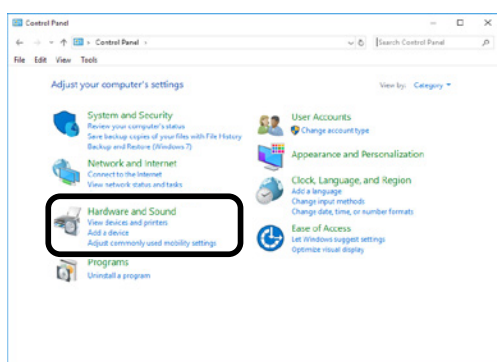 Control Panel
Control Panel
Search Control Panel
File Edit View Tools
Adjust your computer's settings
View by: Category
System and Security
Review your computer's status
Save backup copies of your files with File History
Backup and Restore (Windows 7)
Network and Internet
Connect to the Internet
View network status and tasks
Hardware and Sound
View devices and printers
Add a device
Adjust commonly used mobility settings
Programs
Uninstall a program
User Accounts
Change account type
Appearance and Personalization
Clock, Language, and Region
Add a language
Change input methods
Change date, time, or number formats
Ease of Access
Let Windows suggest settings
Optimize visual display